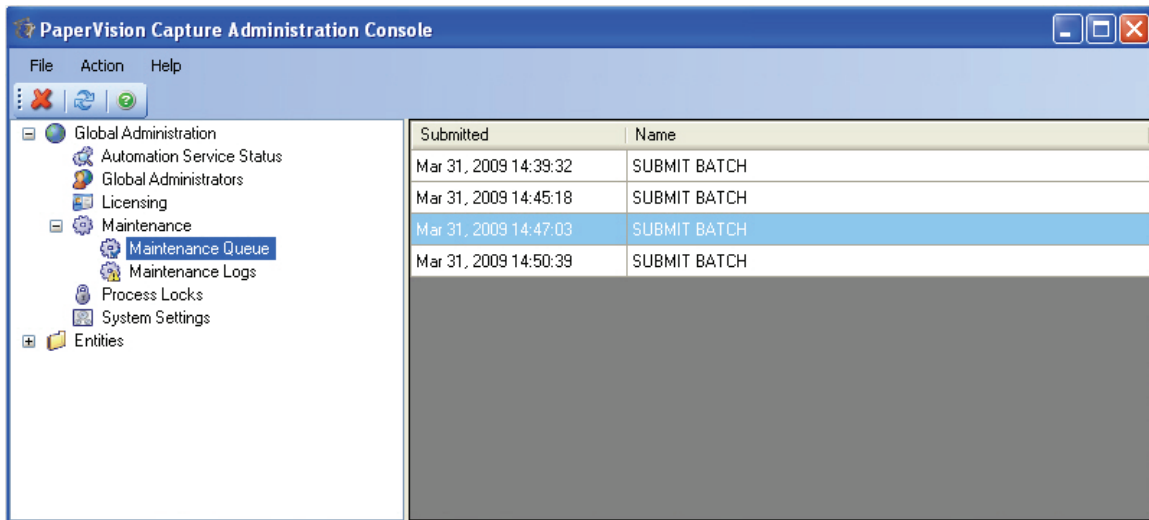 PaperVision Capture Administration Console
File Action Help
Global Administration
Automation Service Status
Global Administrators
Licensing
Maintenance
Maintenance Queue
Maintenance Logs
Process Locks
System Settings
Entities
Submitted Name
Mar 31, 2009 14:39:32 SUBMIT BATCH
Mar 31, 2009 14:45:18 SUBMIT BATCH
Mar 31, 2009 14:47:03 SUBMIT BATCH
Mar 31, 2009 14:50:39 SUBMIT BATCH